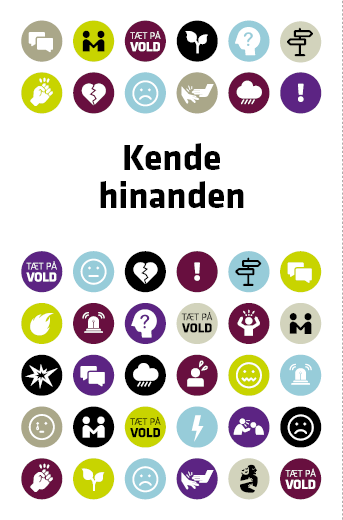 TÆT PÅ
VOLD
Kende
hinanden
TÆT PÅ
VOLD
TÆT PÅ
VOLD
TÆT PÅ
VOLD
TÆT PÅ
VOLD